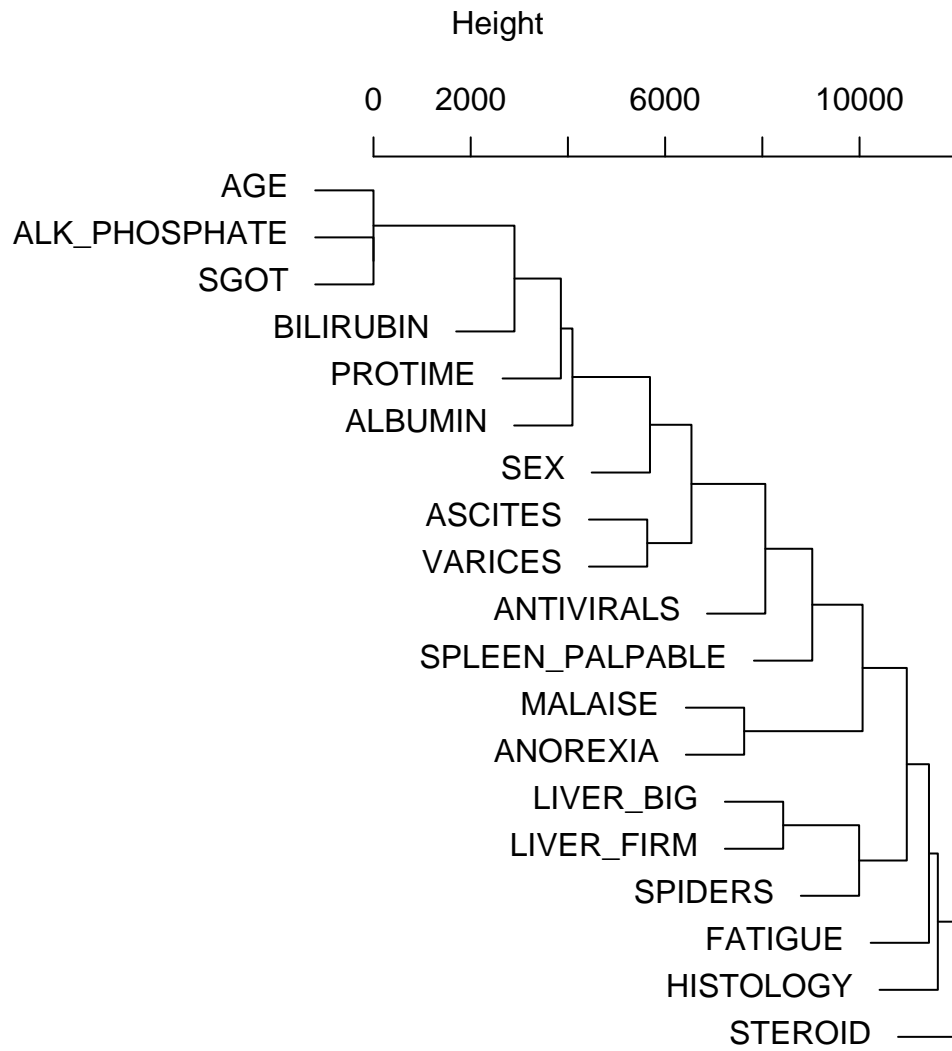 Height
0 2000 6000 10000
AGE
ALK_PHOSPHATE
SGOT
BILIRUBIN
PROTIME
ALBUMIN
SEX
ASCITES
VARICES
ANTIVIRALS
SPLEEN_PALPABLE
MALAISE
ANOREXIA
LIVER_BIG
LIVER_FIRM
SPIDERS
FATIGUE
HISTOLOGY
STEROID